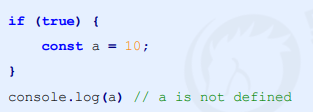 if (true) {
    const a = 10;
}
console.log(a) // a is not defined